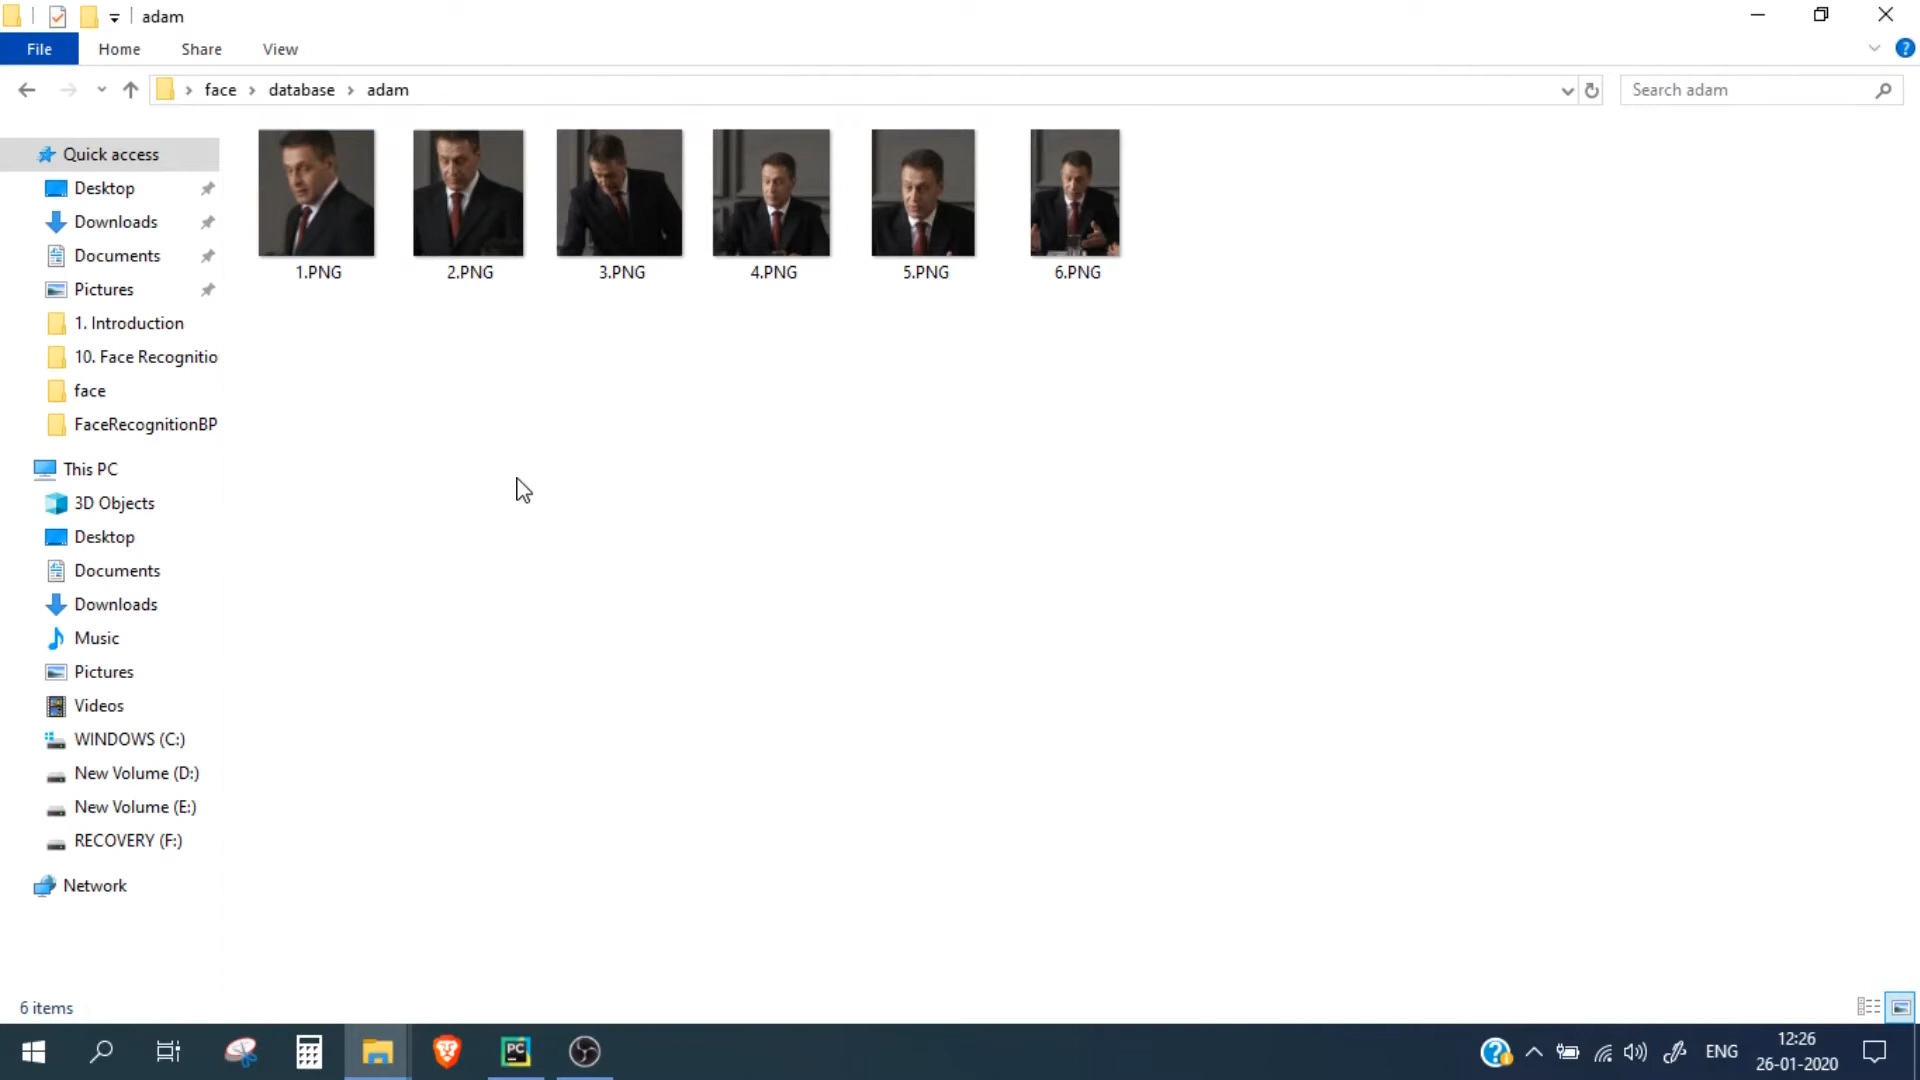 adam
File Home Share View
face database adam
Search adam
Quick access
Desktop
Downloads
Documents
Pictures
1. Introduction
10. Face Recognitio
face
FaceRecognitionBP
This PC
3D Objects
Desktop
Documents
Downloads
Music
Pictures
Videos
WINDOWS (C:)
New Volume (D:)
New Volume (E:)
RECOVERY (F:)
Network
1.PNG 2.PNG 3.PNG 4.PNG 5.PNG 6.PNG
6 items
PC
ENG
12:26
26-01-2020